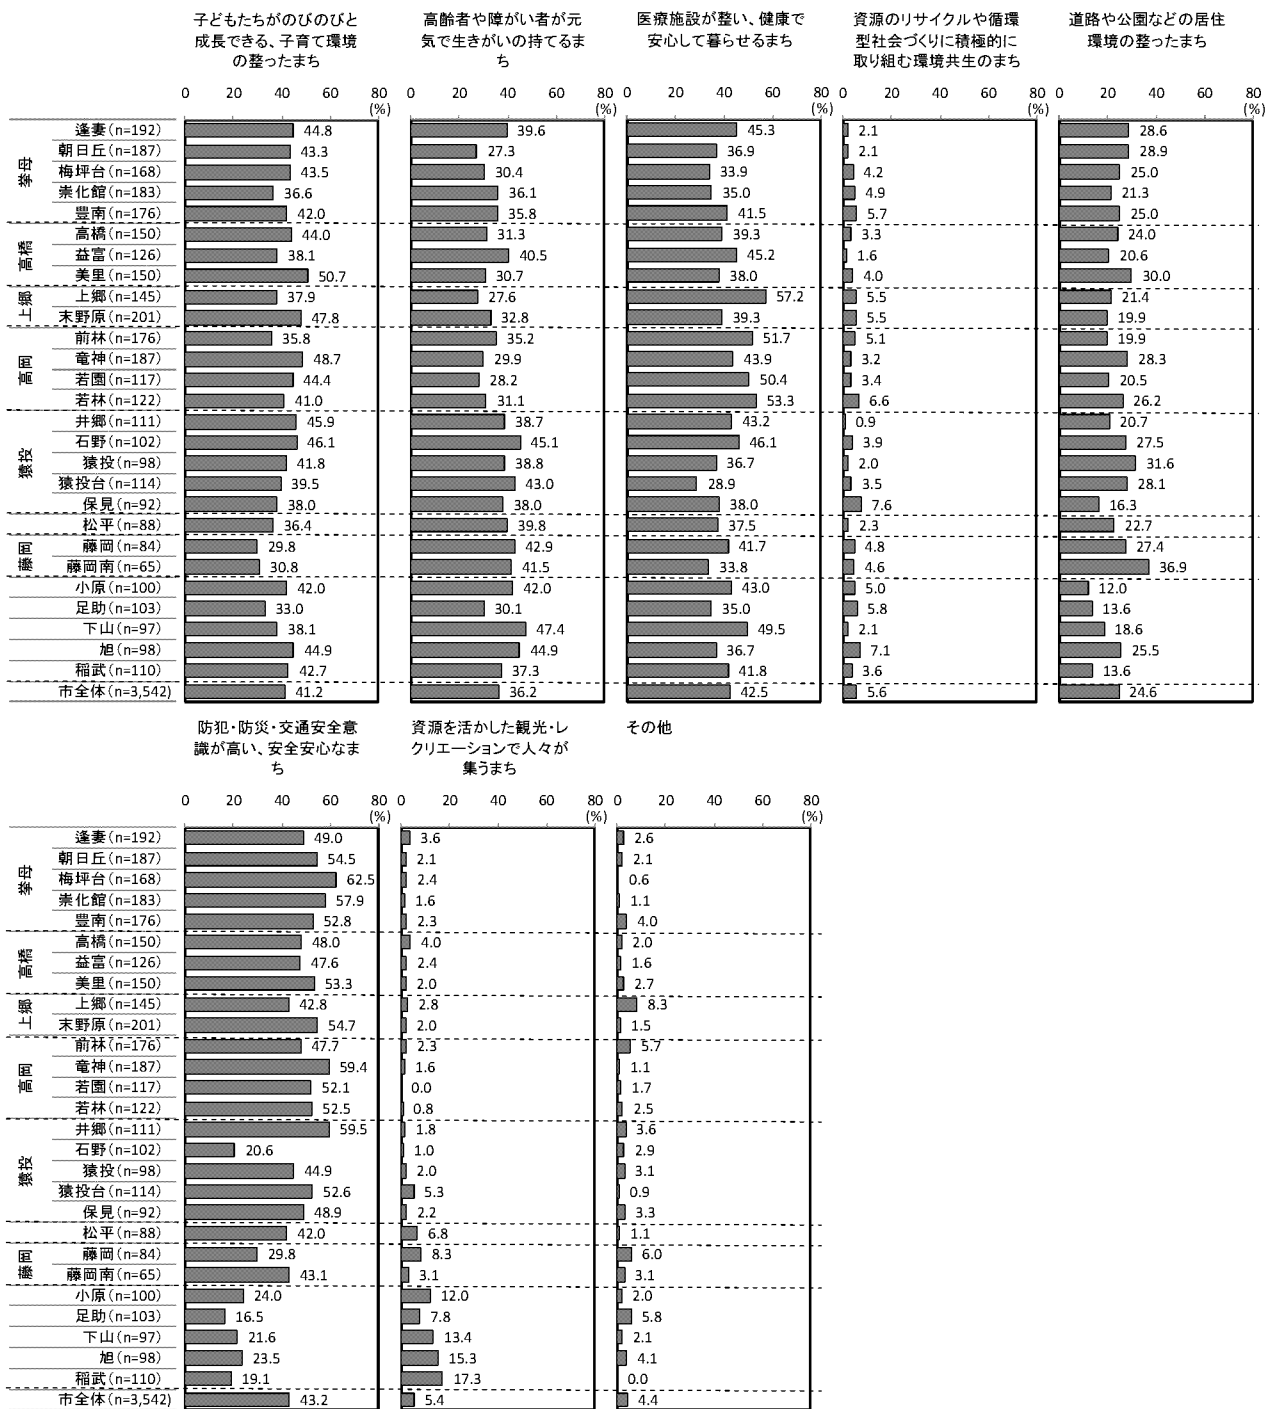 子どもたちがのびのびと
成長できる、子育て環境
の整ったまち
高齢者や障がい者が元
気で生きがいの持てるま
ち
医療施設が整い、健康で
安心して暮らせるまち
資源のリサイクルや循環
型社会づくりに積極的に
取り組む環境共生のまち
道路や公園などの居住
環境の整ったまち
0 20 40 60 80 0 20 40 60 80 0 20 40 60 80 0 20 40 60 80 0 20 40 60 80
(%) (%) (%) (%) (%)
挙母
逢妻(n=192) 44.8 39.6 45.3 2.1 28.6
朝日丘(n=187) 43.3 27.3 36.9 2.1 28.9
梅坪台(n=168) 43.5 30.4 33.9 4.2 25.0
崇化館(n=183) 36.6 36.1 35.0 4.9 21.3
豊南(n=176) 42.0 35.8 41.5 5.7 25.0
高橋
高橋(n=150) 44.0 31.3 39.3 3.3 24.0
益富(n=126) 38.1 40.5 45.2 1.6 20.6
美里(n=150) 50.7 30.7 38.0 4.0 30.0
上郷
上郷(n=145) 37.9 27.6 57.2 5.5 21.4
末野原(n=201) 47.8 32.8 39.3 5.5 19.9
高岡
前林(n=176) 35.8 35.2 51.7 5.1 19.9
竜神(n=187) 48.7 29.9 43.9 3.2 28.3
若園(n=117) 44.4 28.2 50.4 3.4 20.5
若林(n=122) 41.0 31.1 53.3 6.6 26.2
猿投
井郷(n=111) 45.9 38.7 43.2 0.9 20.7
石野(n=102) 46.1 45.1 46.1 3.9 27.5
猿投(n=98) 41.8 38.8 36.7 2.0 31.6
猿投台(n=114) 39.5 43.0 28.9 3.5 28.1
保見(n=92) 38.0 38.0 38.0 7.6 16.3
松平(n=88) 36.4 39.8 37.5 2.3 22.7
藤岡
藤岡(n=84) 29.8 42.9 41.7 4.8 27.4
藤岡南(n=65) 30.8 41.5 33.8 4.6 36.9
小原(n=100) 42.0 42.0 43.0 5.0 12.0
足助(n=103) 33.0 30.1 35.0 5.8 13.6
下山(n=97) 38.1 47.4 49.5 2.1 18.6
旭(n=98) 44.9 44.9 36.7 7.1 25.5
稲武(n=110) 42.7 37.3 41.8 3.6 13.6
市全体(n=3,542) 41.2 36.2 42.5 5.6 24.6
防犯・防災・交通安全意
識が高い、安全安心なま
ち
資源を活かした観光・レ
クリエーションで人々が
集うまち
その他
0 20 40 60 80 0 20 40 60 80 0 20 40 60 80
(%) (%) (%)
挙母
逢妻(n=192) 49.0 3.6 2.6
朝日丘(n=187) 54.5 2.1 2.1
梅坪台(n=168) 62.5 2.4 0.6
崇化館(n=183) 57.9 1.6 1.1
豊南(n=176) 52.8 2.3 4.0
高橋
高橋(n=150) 48.0 4.0 2.0
益富(n=126) 47.6 2.4 1.6
美里(n=150) 53.3 2.0 2.7
上郷
上郷(n=145) 42.8 2.8 8.3
末野原(n=201) 54.7 2.0 1.5
高岡
前林(n=176) 47.7 2.3 5.7
竜神(n=187) 59.4 1.6 1.1
若園(n=117) 52.1 0.0 1.7
若林(n=122) 52.5 0.8 2.5
猿投
井郷(n=111) 59.5 1.8 3.6
石野(n=102) 20.6 1.0 2.9
猿投(n=98) 44.9 2.0 3.1
猿投台(n=114) 52.6 5.3 0.9
保見(n=92) 48.9 2.2 3.3
松平(n=88) 42.0 6.8 1.1
藤岡
藤岡(n=84) 29.8 8.3 6.0
藤岡南(n=65) 43.1 3.1 3.1
小原(n=100) 24.0 12.0 2.0
足助(n=103) 16.5 7.8 5.8
下山(n=97) 21.6 13.4 2.1
旭(n=98) 23.5 15.3 4.1
稲武(n=110) 19.1 17.3 0.0
市全体(n=3,542) 43.2 5.4 4.4